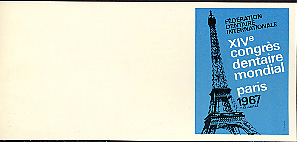 FÉDÉRATION
DENTAIRE
INTERNATIONALE
XIVe
congrès
dentaire
mondial
paris
1967